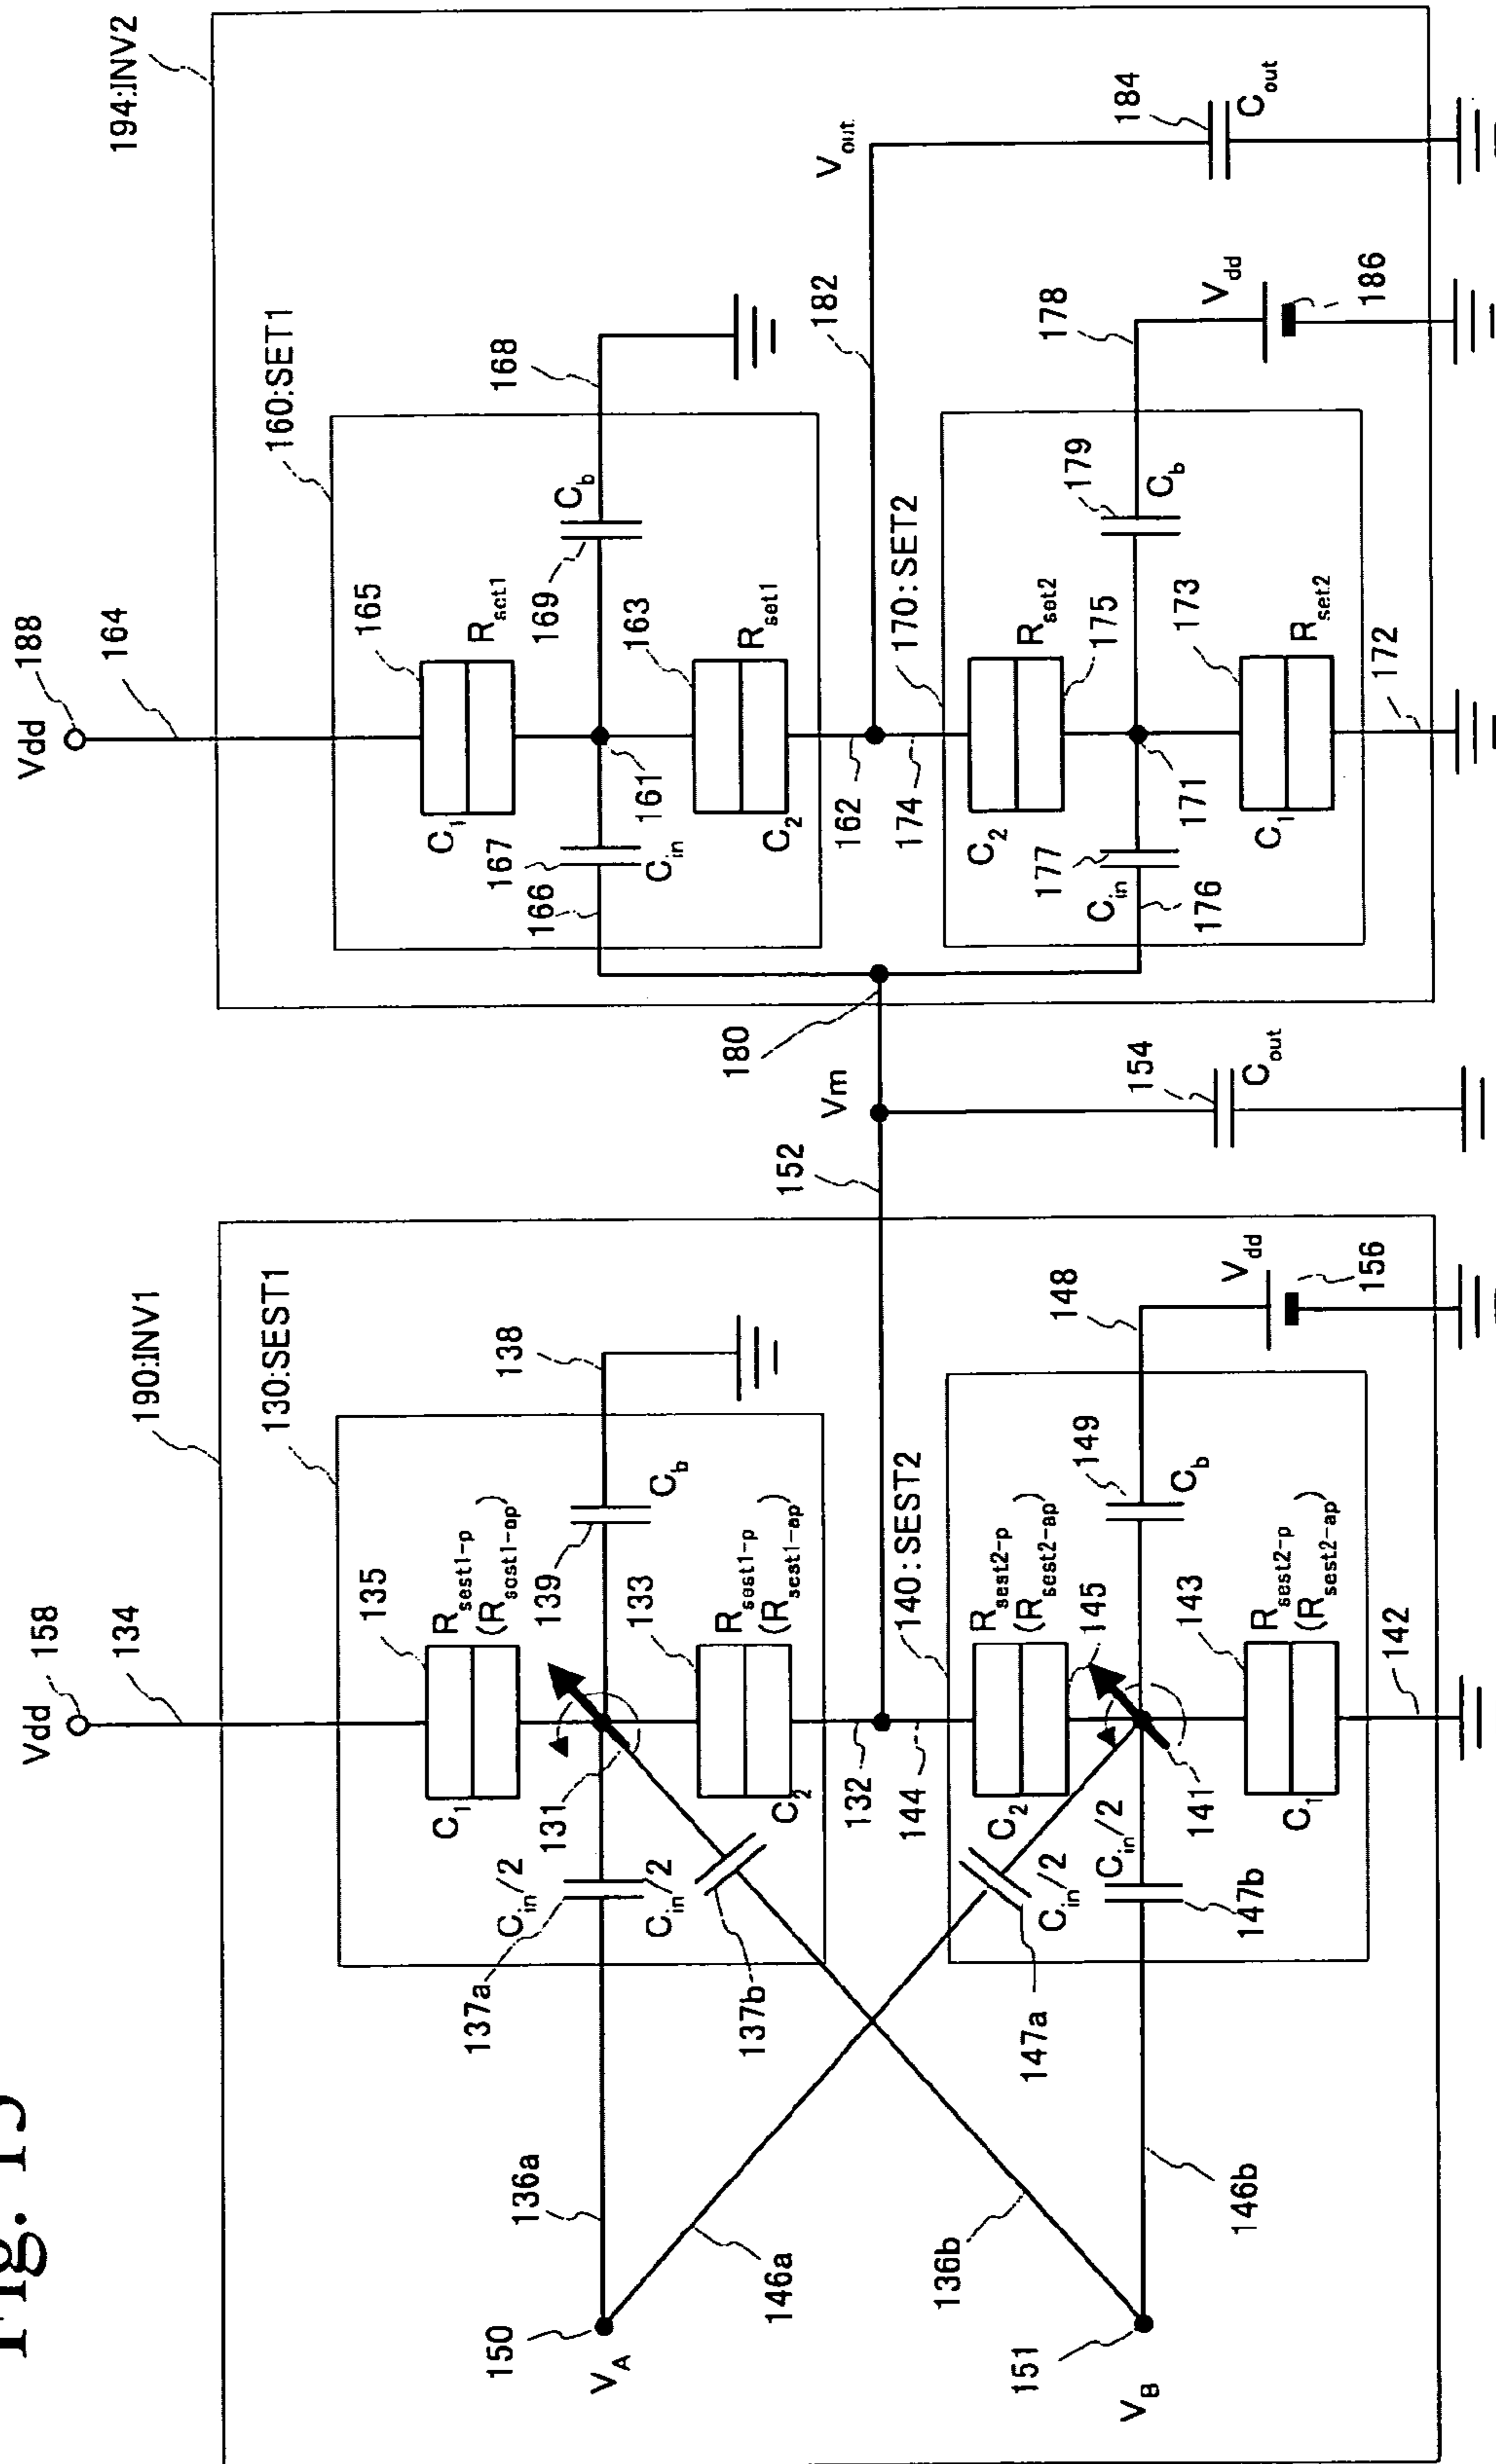 Fig. 15
190:INV1
Vdd
158
134
130:SEST1
135
C1
Rsest1-p
(Rsest1-ap)
137a
Cin/2
131
139
Cb
138
Cin/2
137b
133
C2
Rsest1-p
(Rsest1-ap)
132
144
152
140:SEST2
Rsest2-p
(Rsest2-ap)
145
C2
Cin/2
147a
Cin/2
147b
141
149
Cb
148
Vdd
156
143
C1
Rsest2-p
(Rsest2-ap)
142
150
VA
136a
146a
136b
151
VB
146b
Vm
180
154
Cout
194:INV2
Vdd
188
164
160:SET1
165
C1
Rset1
167
166
Cin
161
169
Cb
168
163
C2
Rset1
162
174
182
Vout
170:SET2
C2
Rset2
175
177
Cin
176
171
179
Cb
178
Vdd
186
173
C1
Rset2
172
184
Cout